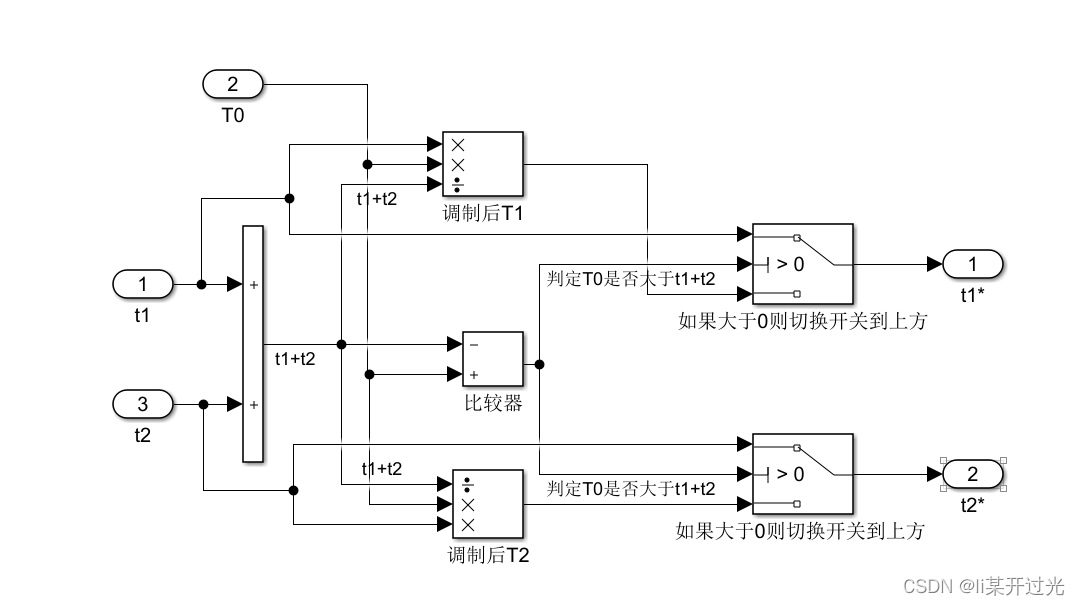 2
T0
×
×
÷
t1+t2
调制后T1
1
t1
+
> 0
判定T0是否大于t1+t2
如果大于0则切换开关到上方
1
t1*
t1+t2
−
+
比较器
3
t2
+
t1+t2
÷
×
×
调制后T2
> 0
判定T0是否大于t1+t2
如果大于0则切换开关到上方
2
t2*
CSDN @li某开过光